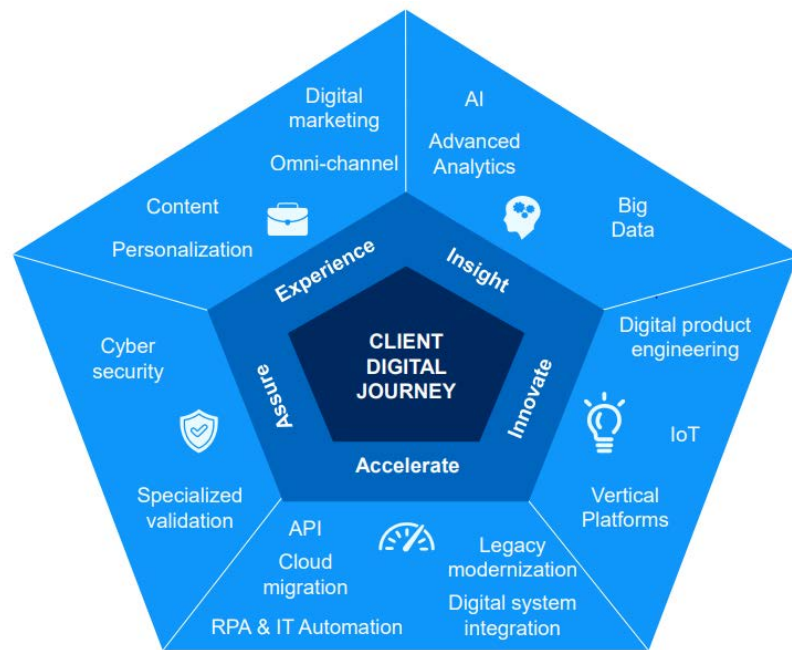 Digital
marketing
Omni-channel
Content
Personalization
AI
Advanced
Analytics
Big
Data
Experience
Insight
CLIENT
DIGITAL
JOURNEY
Assure
Innovate
Accelerate
Cyber
security
Specialized
validation
Digital product
engineering
IoT
Vertical
Platforms
API
Cloud
migration
RPA & IT Automation
Legacy
modernization
Digital system
integration